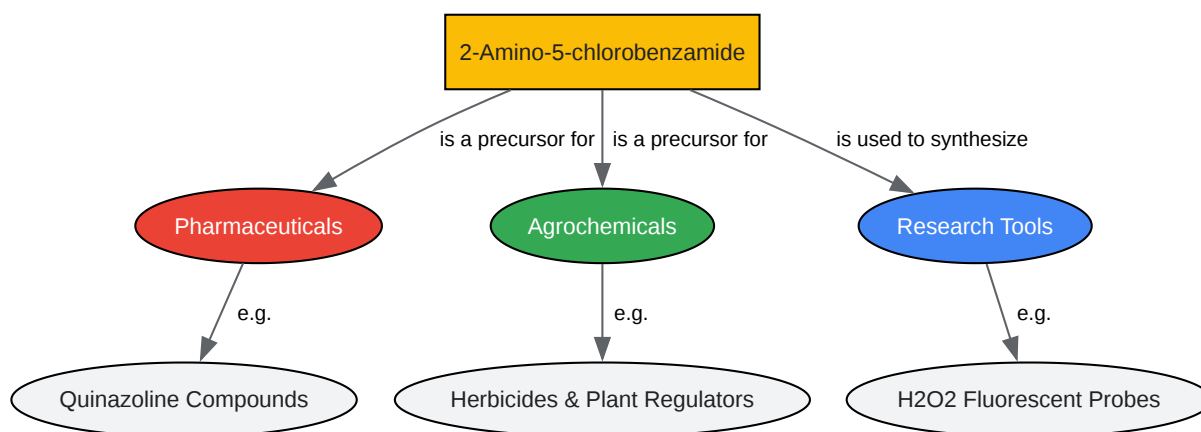 2-Amino-5-chlorobenzamide
is a precursor for
is a precursor for
is used to synthesize
Pharmaceuticals
Agrochemicals
Research Tools
e.g.
e.g.
e.g.
Quinazoline Compounds
Herbicides & Plant Regulators
H2O2 Fluorescent Probes